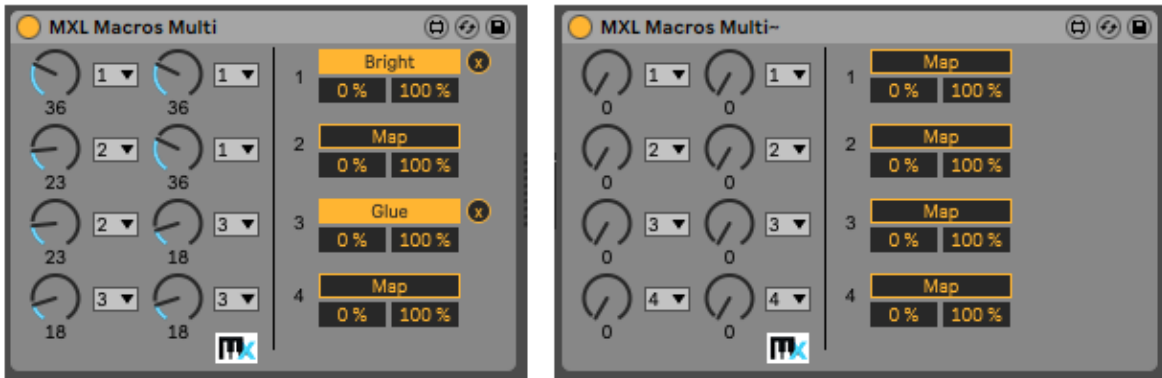 MXL Macros Multi
1 1 1 Bright x
36 36 0 % 100 %
2 1 2 Map
23 36 0 % 100 %
2 3 3 Glue x
23 18 0 % 100 %
3 3 4 Map
18 18 0 % 100 %
mx
MXL Macros Multi~
1 1 1 Map
0 0 0 % 100 %
2 2 2 Map
0 0 0 % 100 %
3 3 3 Map
0 0 0 % 100 %
4 4 4 Map
0 0 0 % 100 %
mx